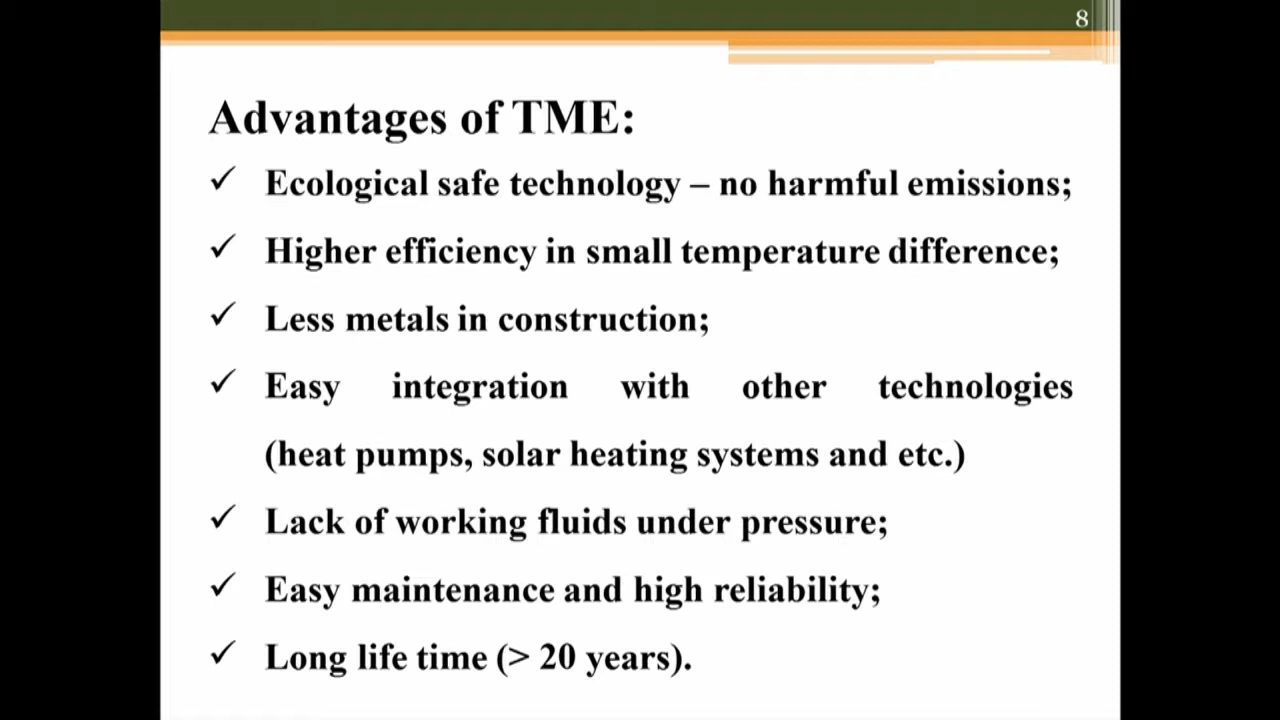 8
Advantages of TME:
✓ Ecological safe technology – no harmful emissions;
✓ Higher efficiency in small temperature difference;
✓ Less metals in construction;
✓ Easy integration with other technologies
(heat pumps, solar heating systems and etc.)
✓ Lack of working fluids under pressure;
✓ Easy maintenance and high reliability;
✓ Long life time (> 20 years).